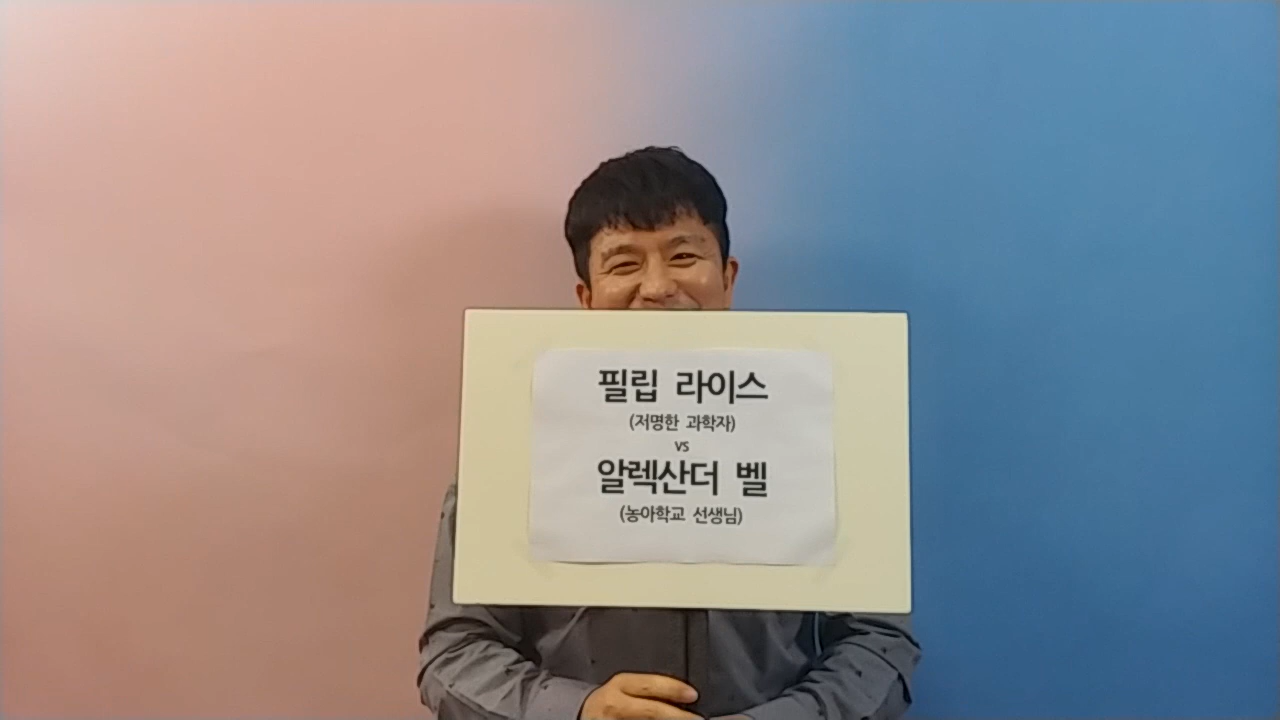 필립 라이스
(저명한 과학자)
vs
알렉산더 벨
(농아학교 선생님)